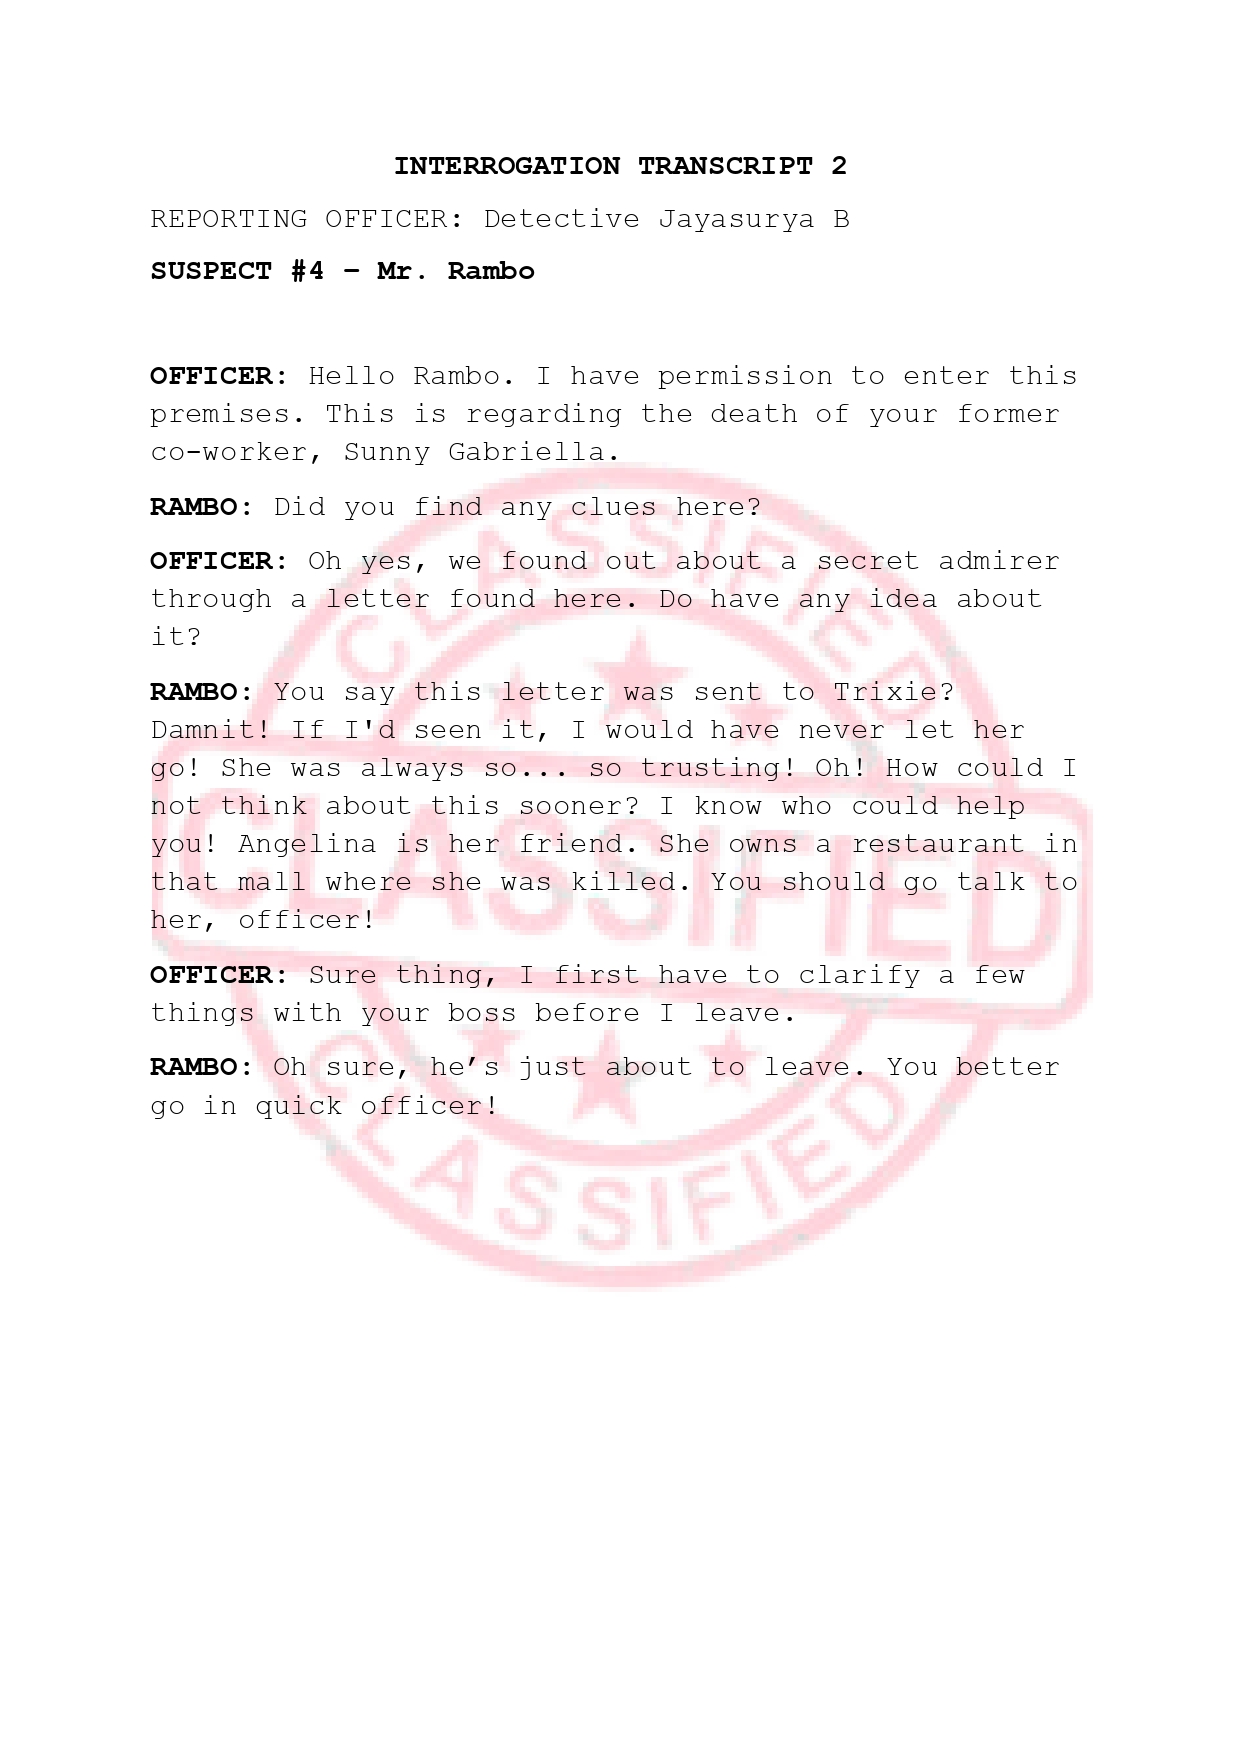 INTERROGATION TRANSCRIPT 2
REPORTING OFFICER: Detective Jayasurya B
SUSPECT #4 – Mr. Rambo
OFFICER: Hello Rambo. I have permission to enter this
premises. This is regarding the death of your former
co-worker, Sunny Gabriella.
RAMBO: Did you find any clues here?
OFFICER: Oh yes, we found out about a secret admirer
through a letter found here. Do have any idea about
it?
RAMBO: You say this letter was sent to Trixie?
Damnit! If I'd seen it, I would have never let her
go! She was always so... so trusting! Oh! How could I
not think about this sooner? I know who could help
you! Angelina is her friend. She owns a restaurant in
that mall where she was killed. You should go talk to
her, officer!
OFFICER: Sure thing, I first have to clarify a few
things with your boss before I leave.
RAMBO: Oh sure, he’s just about to leave. You better
go in quick officer!
CLASSIFIED
CLASSIFIED
CLASSIFIED